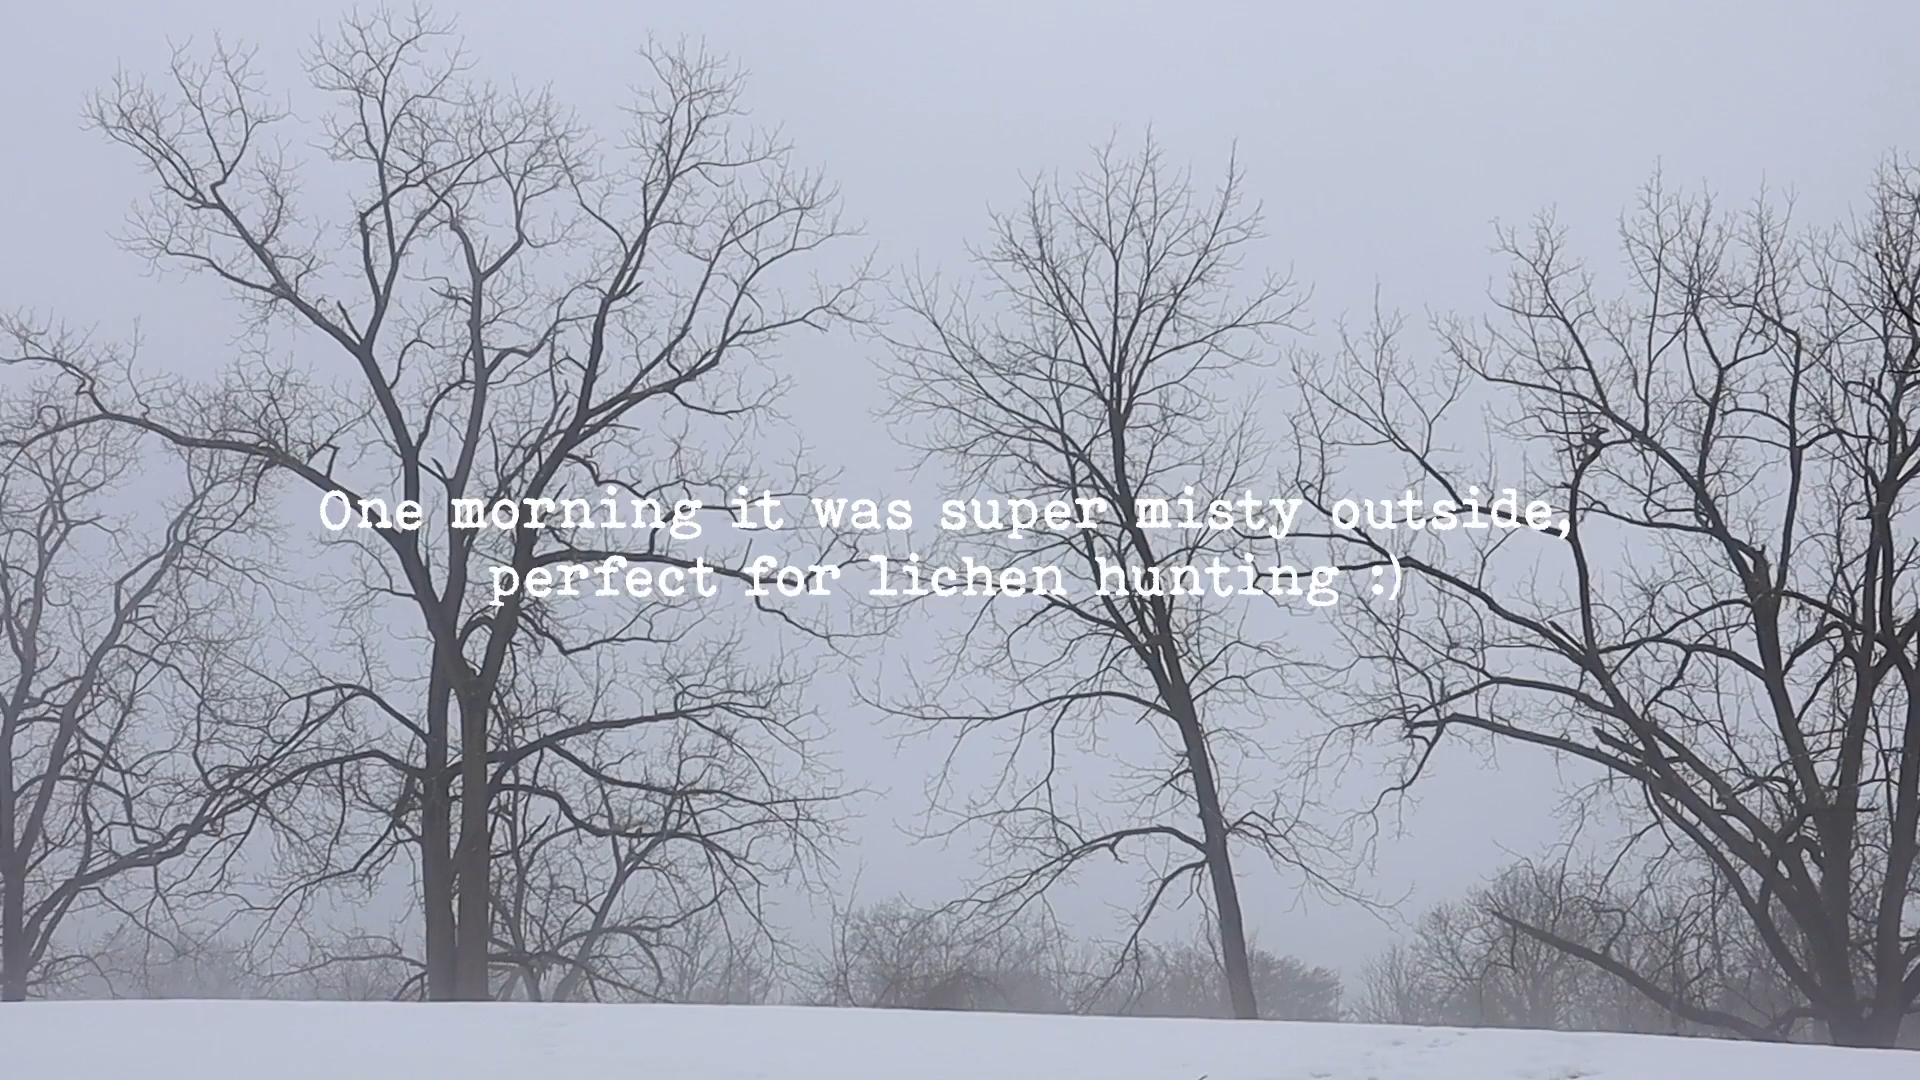 One morning it was super misty outside,
perfect for lichen hunting :)